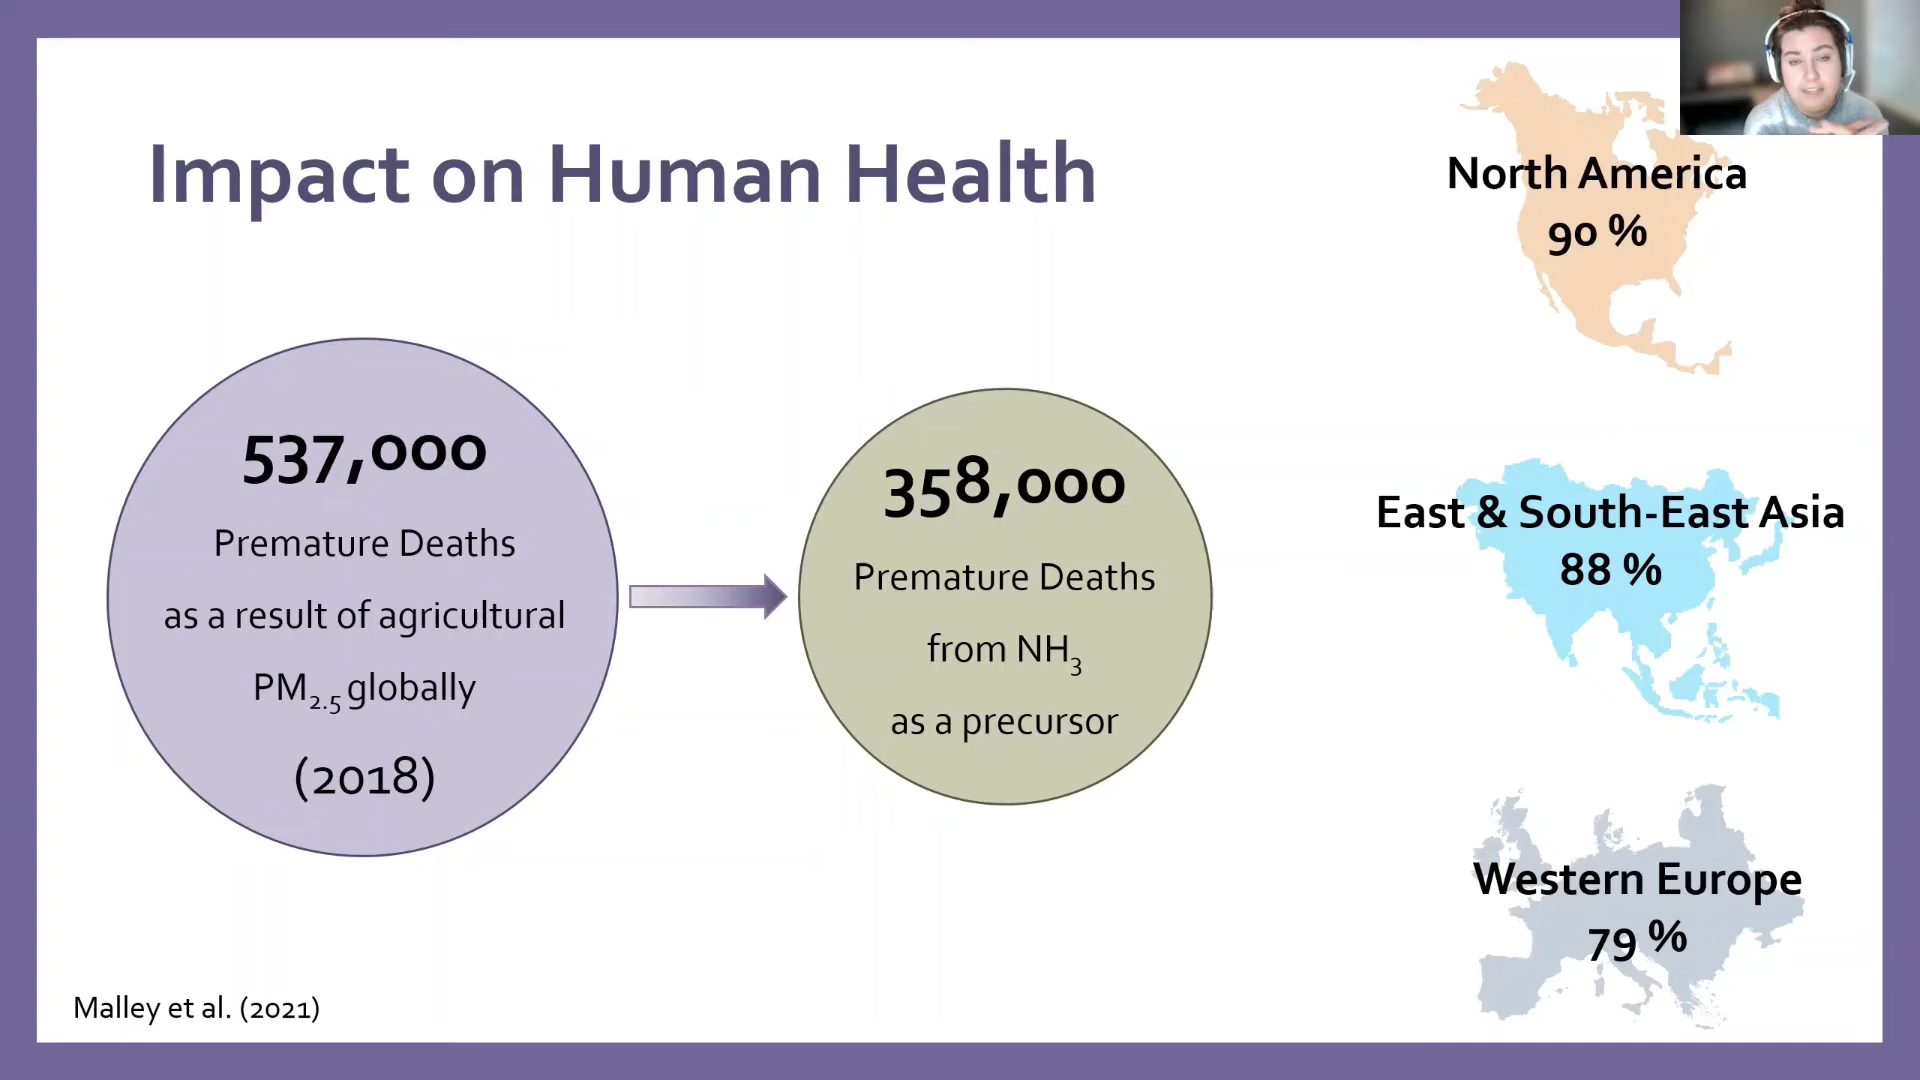 Impact on Human Health
537,000
Premature Deaths
as a result of agricultural
PM2.5 globally
(2018)
358,000
Premature Deaths
from NH3
as a precursor
North America
90 %
East & South-East Asia
88 %
Western Europe
79 %
Malley et al. (2021)